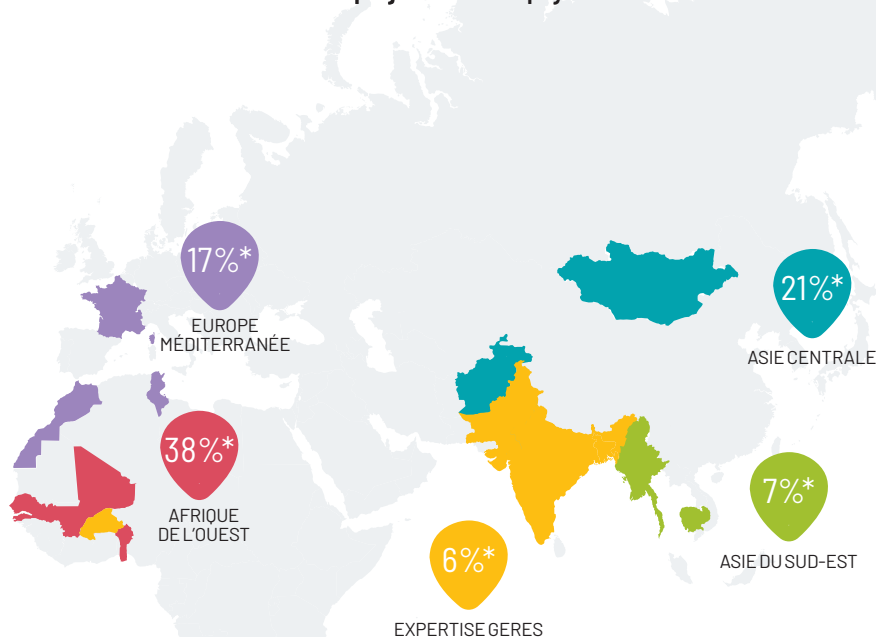 17%*
EUROPE
MÉDITERRANÉE
21%*
ASIE CENTRALE
38%*
AFRIQUE
DE L'OUEST
7%*
ASIE DU SUD-EST
6%*
EXPERTISE GERES